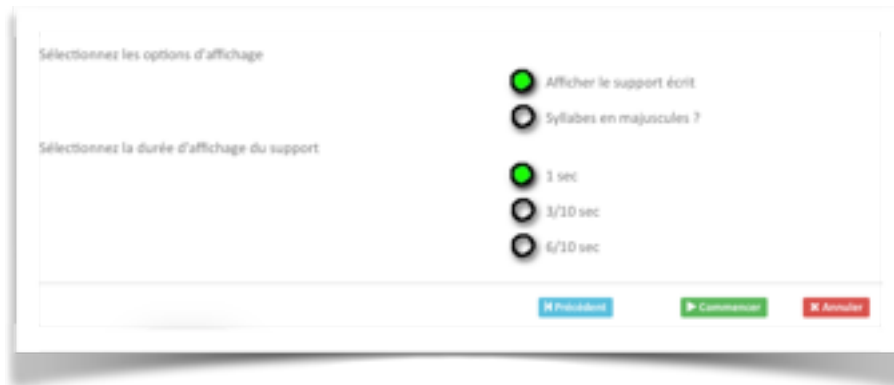 Sélectionnez les options d'affichage
Afficher le support écrit
Syllabes en majuscules ?
Sélectionnez la durée d'affichage du support
1 sec
3/10 sec
6/10 sec
Précédent
Commencer
Annuler